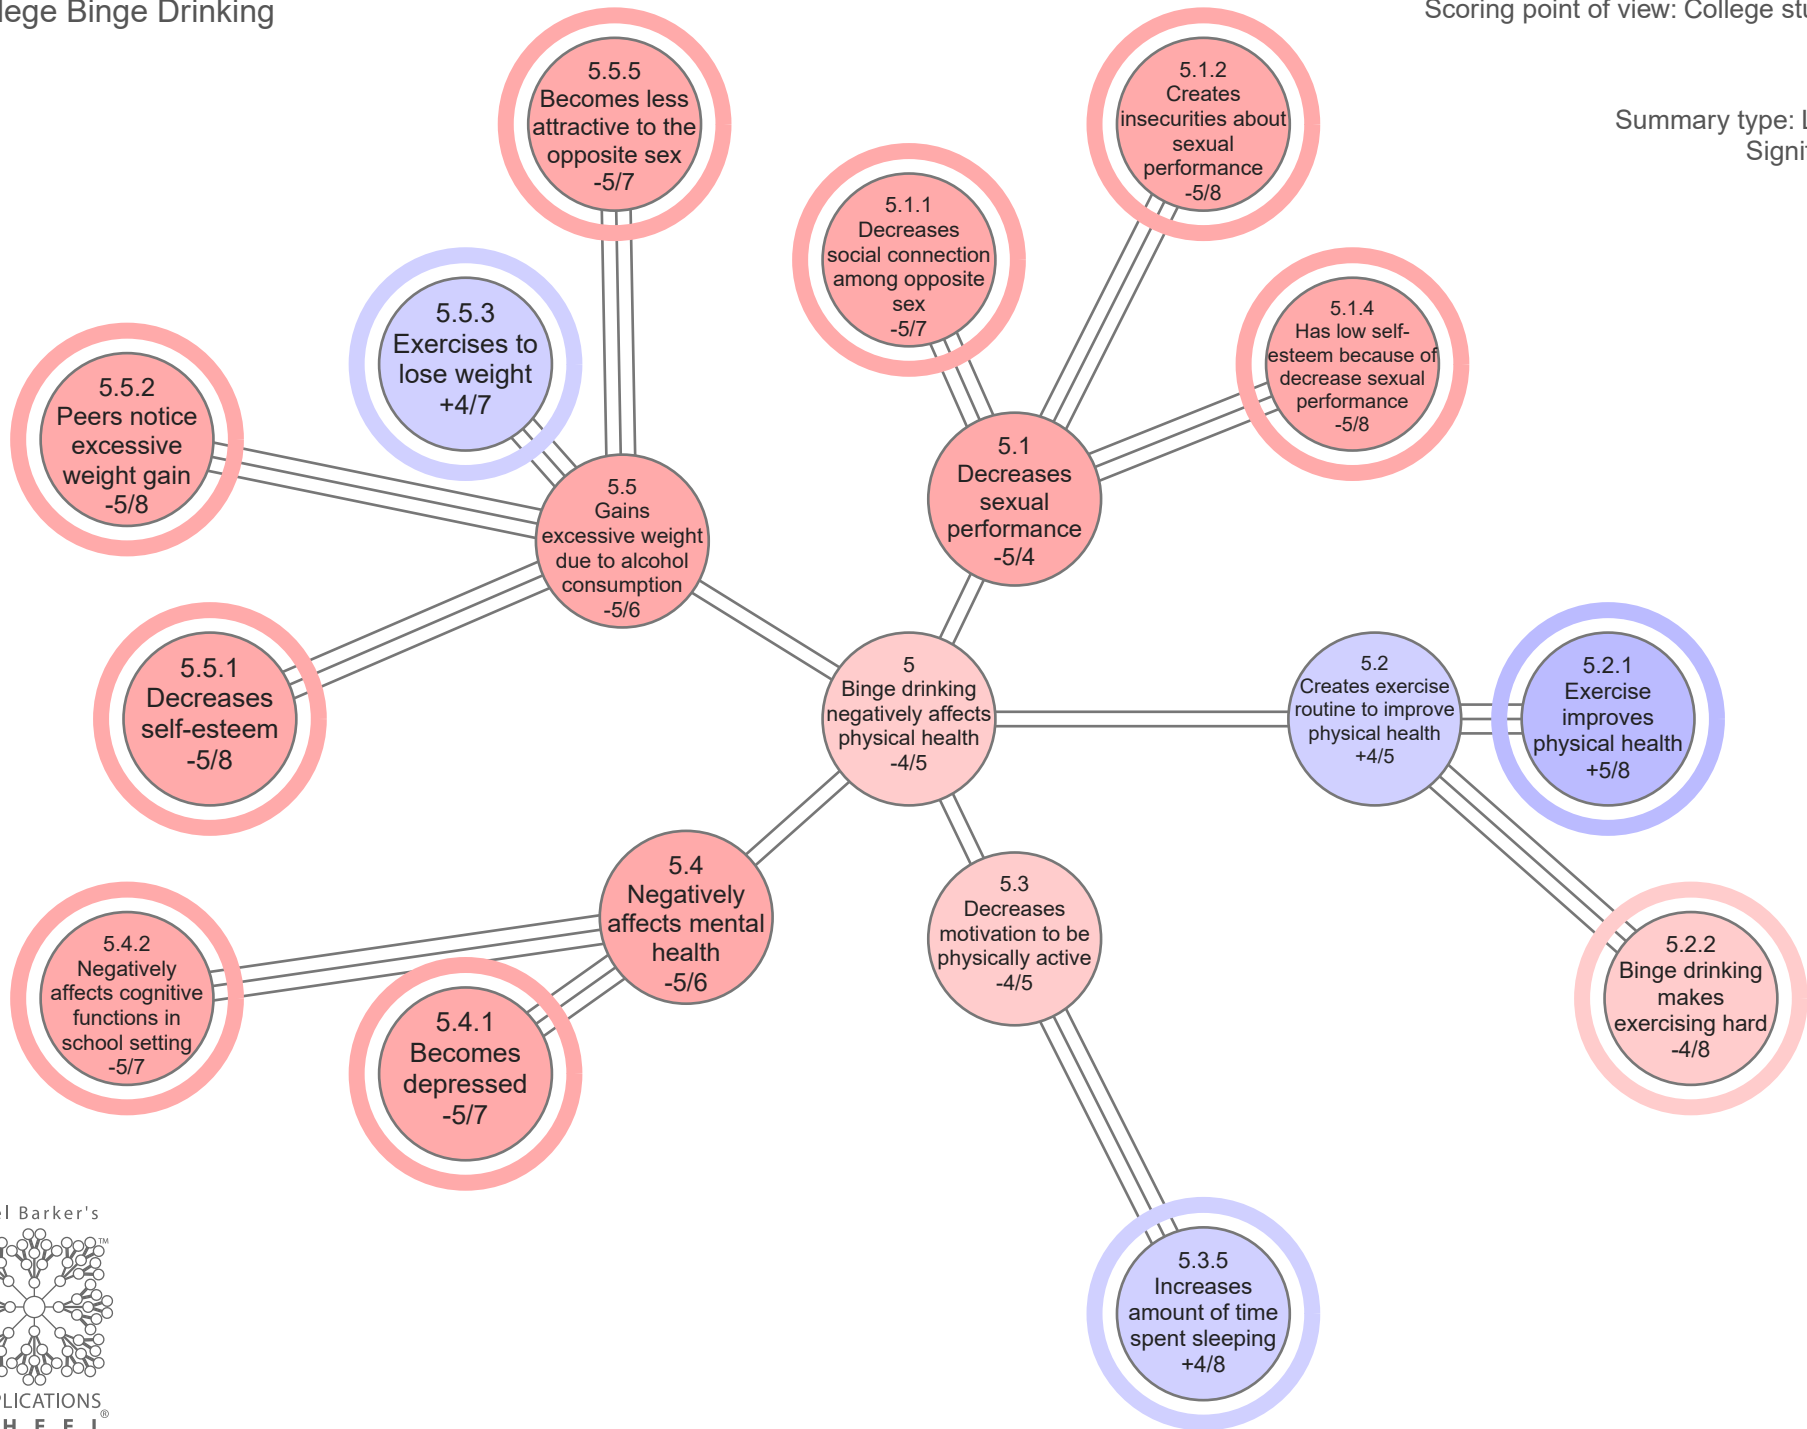 lege Binge Drinking
Scoring point of view: College stu
Summary type: L
Signif
5.5.5
Becomes less
attractive to the
opposite sex
-5/7
5.1.2
Creates
insecurities about
sexual
performance
-5/8
5.1.1
Decreases
social connection
among opposite
sex
-5/7
5.5.3
Exercises to
lose weight
+4/7
5.1.4
Has low self-
esteem because of
decrease sexual
performance
-5/8
5.5.2
Peers notice
excessive
weight gain
-5/8
5.5
Gains
excessive weight
due to alcohol
consumption
-5/6
5.1
Decreases
sexual
performance
-5/4
5.5.1
Decreases
self-esteem
-5/8
5
Binge drinking
negatively affects
physical health
-4/5
5.2
Creates exercise
routine to improve
physical health
+4/5
5.2.1
Exercise
improves
physical health
+5/8
5.4
Negatively
affects mental
health
-5/6
5.3
Decreases
motivation to be
physically active
-4/5
5.4.2
Negatively
affects cognitive
functions in
school setting
-5/7
5.4.1
Becomes
depressed
-5/7
5.2.2
Binge drinking
makes
exercising hard
-4/8
5.3.5
Increases
amount of time
spent sleeping
+4/8
el Barker's
TM
PLICATIONS
H E E L®